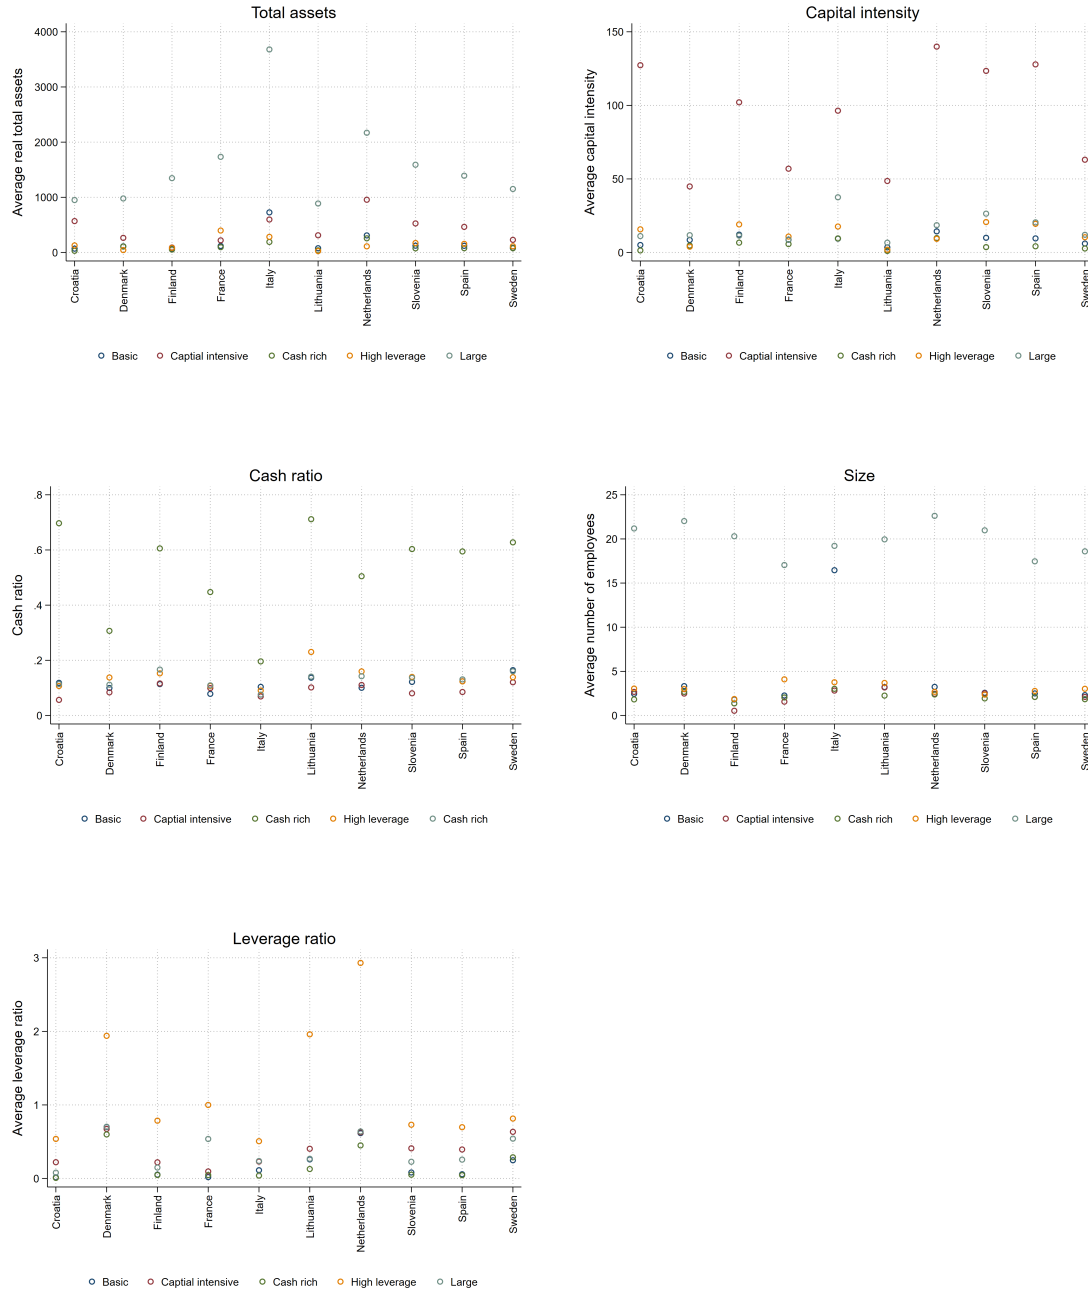 Total assets
Average real total assets
4000
3000
2000
1000
0
Croatia
Denmark
Finland
France
Italy
Lithuania
Netherlands
Slovenia
Spain
Sweden
Basic Captial intensive Cash rich High leverage Large
Capital intensity
Average capital intensity
150
100
50
0
Croatia
Denmark
Finland
France
Italy
Lithuania
Netherlands
Slovenia
Spain
Sweden
Basic Captial intensive Cash rich High leverage Large
Cash ratio
Cash ratio
.8
.6
.4
.2
0
Croatia
Denmark
Finland
France
Italy
Lithuania
Netherlands
Slovenia
Spain
Sweden
Basic Captial intensive Cash rich High leverage Cash rich
Size
Average number of employees
25
20
15
10
5
0
Croatia
Denmark
Finland
France
Italy
Lithuania
Netherlands
Slovenia
Spain
Sweden
Basic Captial intensive Cash rich High leverage Large
Leverage ratio
Average leverage ratio
3
2
1
0
Croatia
Denmark
Finland
France
Italy
Lithuania
Netherlands
Slovenia
Spain
Sweden
Basic Captial intensive Cash rich High leverage Large